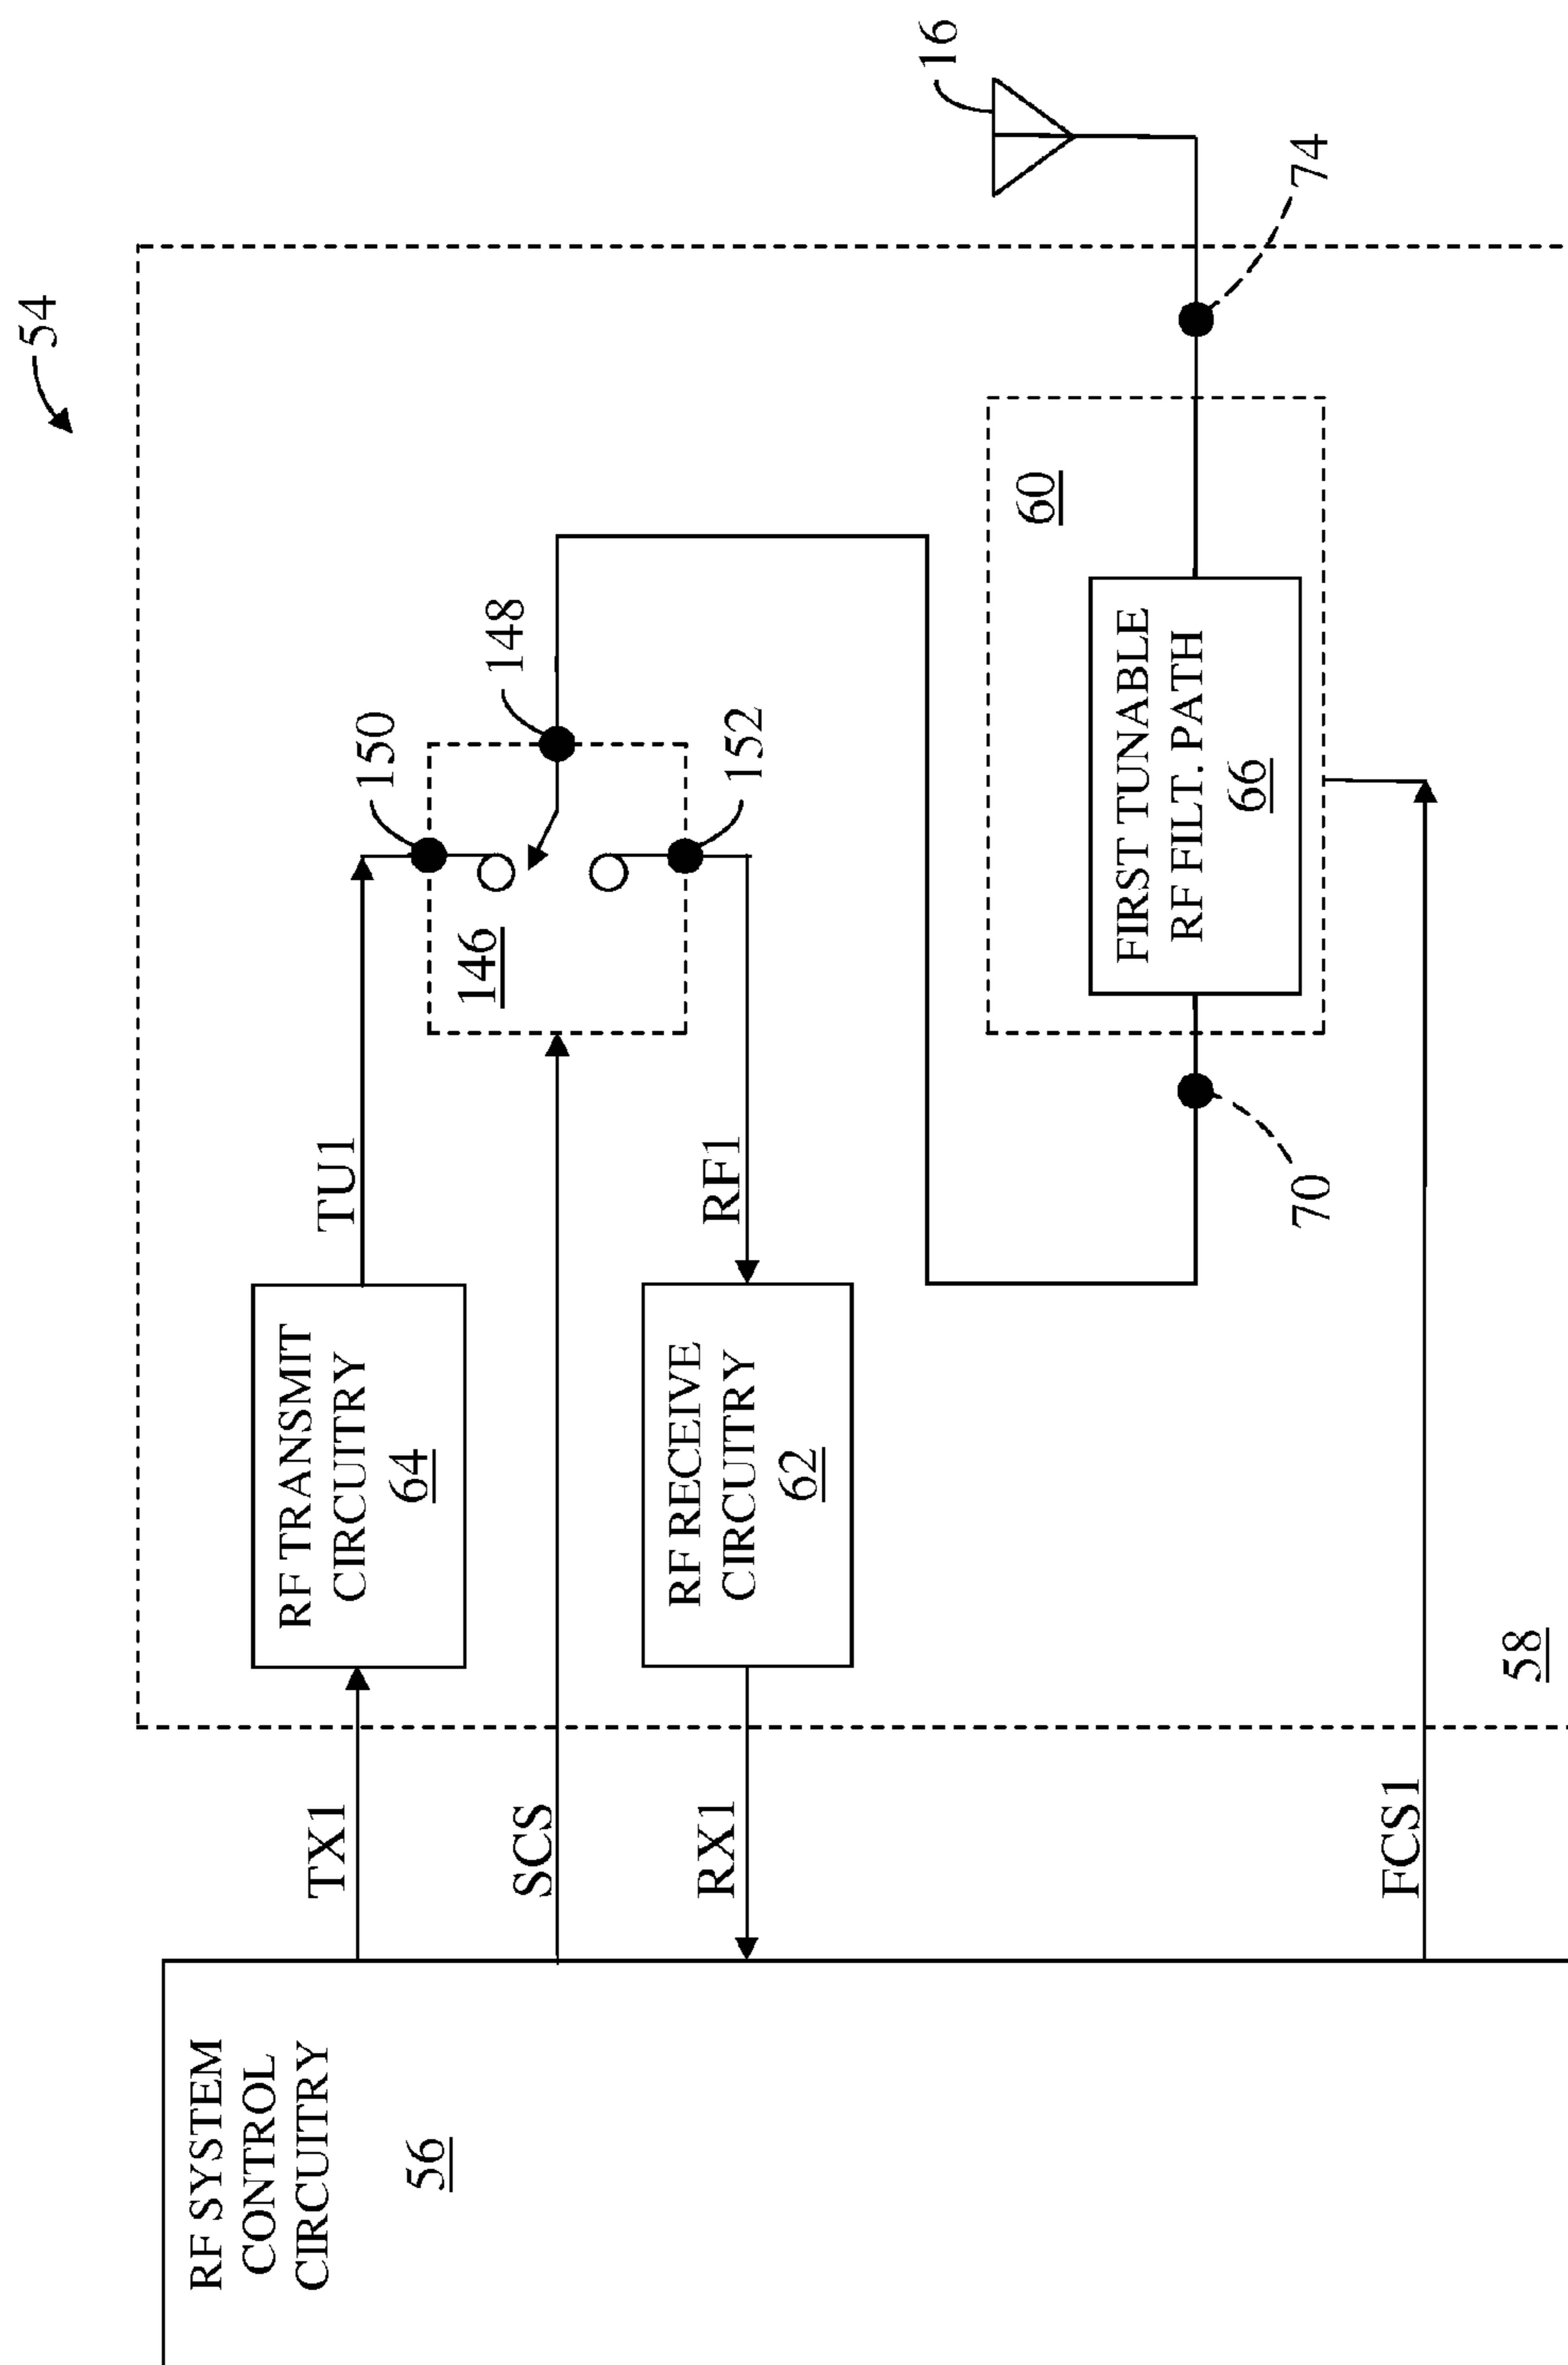 54
RF SYSTEM
CONTROL
CIRCUITRY
56
TX1
RF TRANSMIT
CIRCUITRY
64
TU1
150
146
148
SCS
152
RX1
RF RECEIVE
CIRCUITRY
62
RF1
16
60
FIRST TUNABLE
RF FILT. PATH
66
70
74
FCS1
58